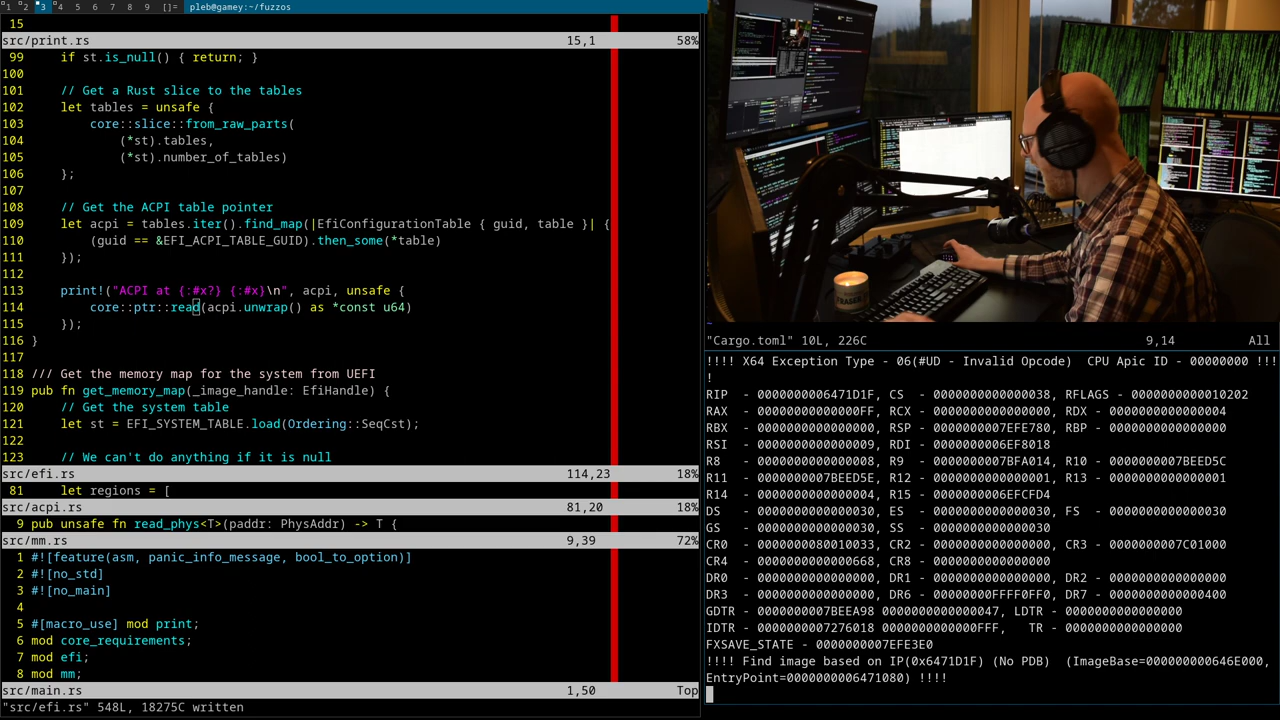 1 2 3 4 5 6 7 8 9 []= pleb@gamey:~/fuzzos
15
src/print.rs 15,1 58%
99 if st.is_null() { return; }
100
101 // Get a Rust slice to the tables
102 let tables = unsafe {
103 core::slice::from_raw_parts(
104 (*st).tables,
105 (*st).number_of_tables)
106 };
107
108 // Get the ACPI table pointer
109 let acpi = tables.iter().find_map(|EfiConfigurationTable { guid, table }| {
110 (guid == &EFI_ACPI_TABLE_GUID).then_some(*table)
111 });
112
113 print!("ACPI at {:#x?} {:#x}\n", acpi, unsafe {
114 core::ptr::read(acpi.unwrap() as *const u64)
115 });
116 }
117
118 /// Get the memory map for the system from UEFI
119 pub fn get_memory_map(_image_handle: EfiHandle) {
120 // Get the system table
121 let st = EFI_SYSTEM_TABLE.load(Ordering::SeqCst);
122
123 // We can't do anything if it is null
src/efi.rs 114,23 18%
81 let regions = [
src/acpi.rs 81,20 18%
9 pub unsafe fn read_phys<T>(paddr: PhysAddr) -> T {
src/mm.rs 9,39 72%
1 #![feature(asm, panic_info_message, bool_to_option)]
2 #![no_std]
3 #![no_main]
4
5 #[macro_use] mod print;
6 mod core_requirements;
7 mod efi;
8 mod mm;
src/main.rs 1,50 Top
"src/efi.rs" 548L, 18275C written
~
"Cargo.toml" 10L, 226C 9,14 All
!!!! X64 Exception Type - 06(#UD - Invalid Opcode) CPU Apic ID - 00000000 !!!
!
RIP - 0000000006471D1F, CS - 0000000000000038, RFLAGS - 0000000000010202
RAX - 00000000000000FF, RCX - 0000000000000000, RDX - 0000000000000004
RBX - 0000000000000000, RSP - 0000000007EFE780, RBP - 0000000000000000
RSI - 0000000000000009, RDI - 0000000006EF8018
R8 - 0000000000000008, R9 - 0000000007BFA014, R10 - 0000000007BEED5C
R11 - 0000000007BEED5E, R12 - 0000000000000001, R13 - 0000000000000001
R14 - 0000000000000004, R15 - 0000000006EFCFD4
DS - 0000000000000030, ES - 0000000000000030, FS - 0000000000000030
GS - 0000000000000030, SS - 0000000000000030
CR0 - 0000000080010033, CR2 - 0000000000000000, CR3 - 0000000007C01000
CR4 - 0000000000000668, CR8 - 0000000000000000
DR0 - 0000000000000000, DR1 - 0000000000000000, DR2 - 0000000000000000
DR3 - 0000000000000000, DR6 - 00000000FFFF0FF0, DR7 - 0000000000000400
GDTR - 0000000007BEEA98 0000000000000047, LDTR - 0000000000000000
IDTR - 0000000007276018 0000000000000FFF, TR - 0000000000000000
FXSAVE_STATE - 0000000007EFE3E0
!!!! Find image based on IP(0x6471D1F) (No PDB) (ImageBase=000000000646E000,
EntryPoint=0000000006471080) !!!!